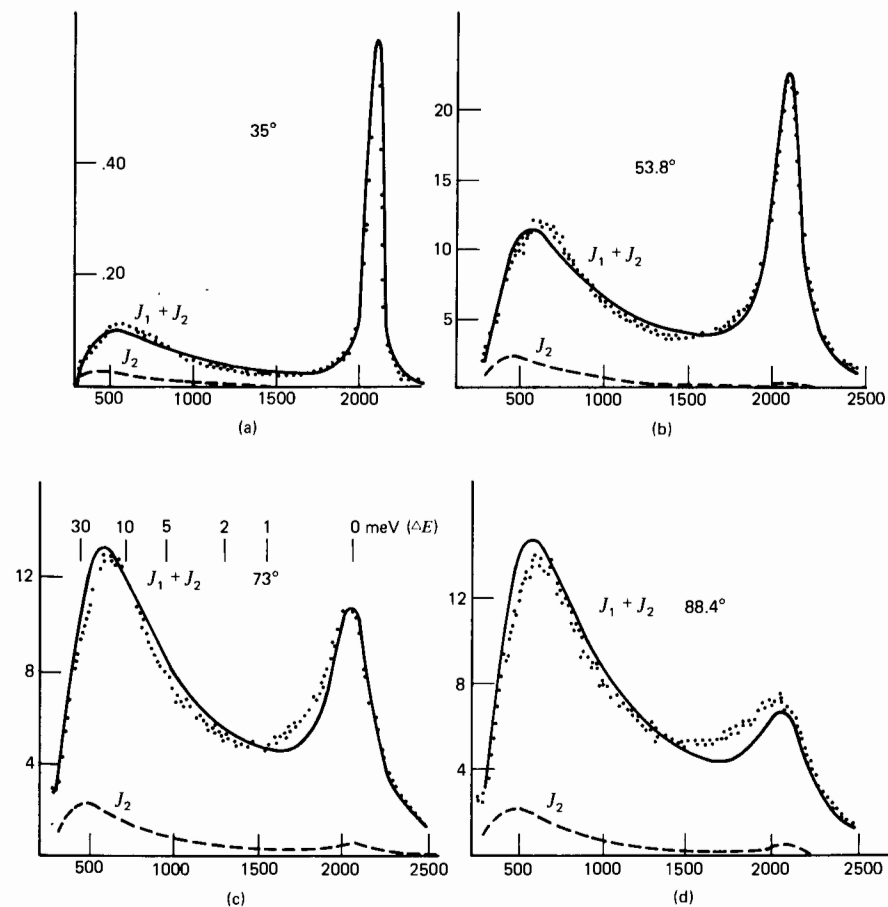 35°
.40
.20
J₁ + J₂
J₂
500 1000 1500 2000
(a)
20
15
10
5
53.8°
J₁ + J₂
J₂
500 1000 1500 2000 2500
(b)
30 10 5 2 1 0 meV (△E)
J₁ + J₂ 73°
12
8
4
J₂
500 1000 1500 2000 2500
(c)
J₁ + J₂ 88.4°
12
8
4
J₂
500 1000 1500 2000 2500
(d)